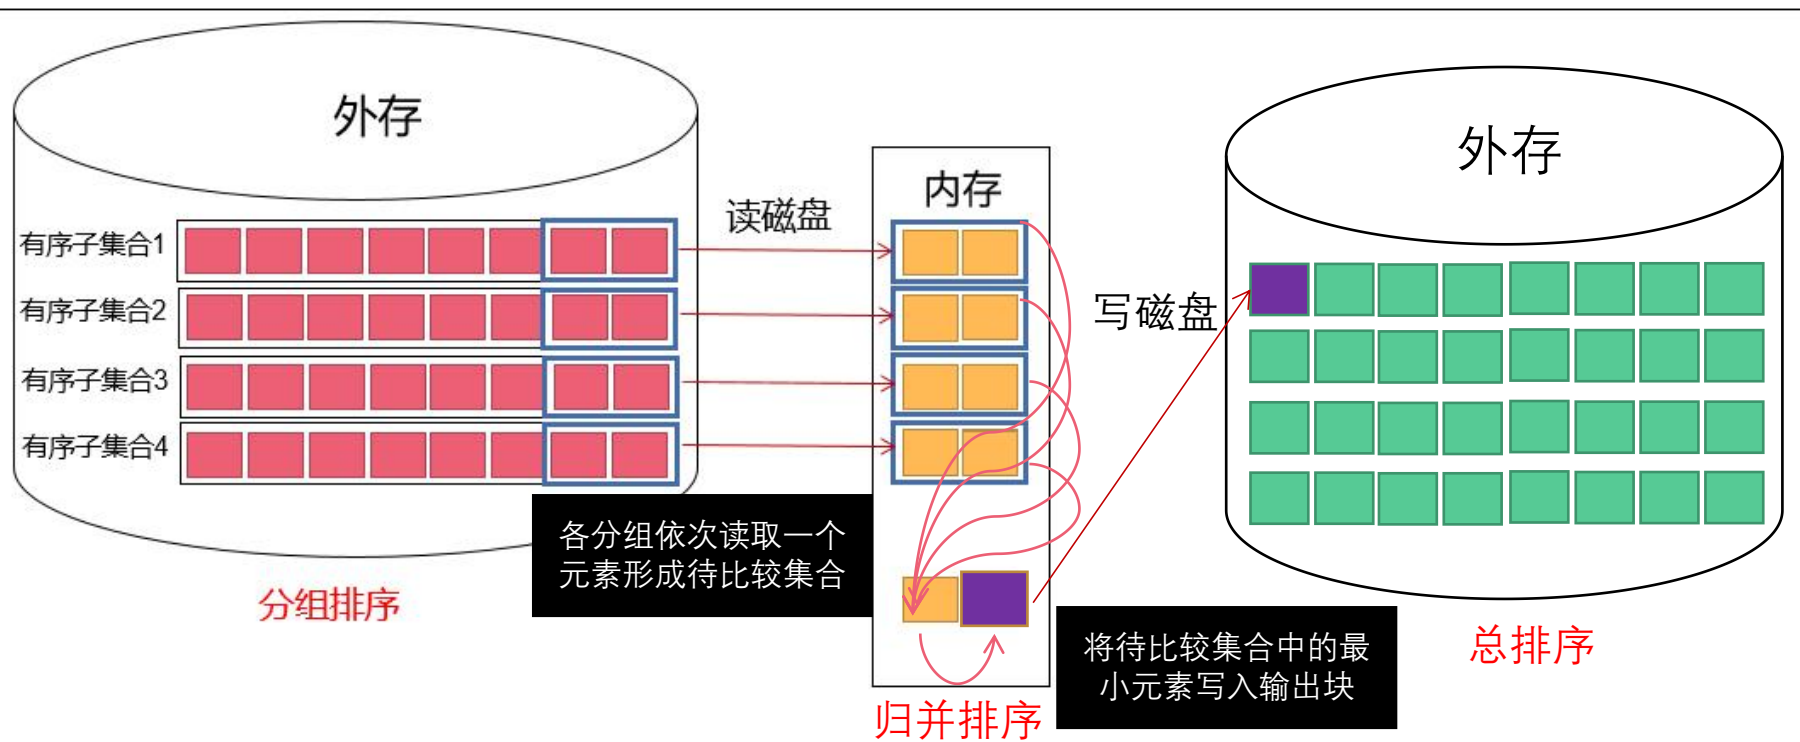 外存
有序子集合1
有序子集合2
有序子集合3
有序子集合4
分组排序
读磁盘
内存
各分组依次读取一个
元素形成待比较集合
归并排序
写磁盘
将待比较集合中的最
小元素写入输出块
外存
总排序